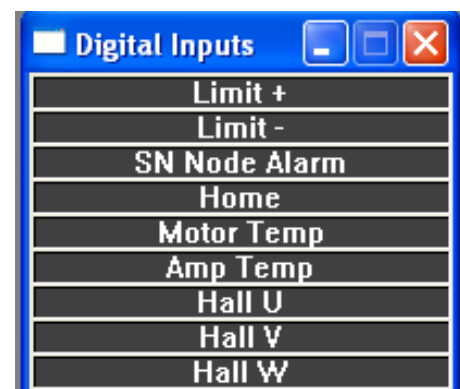 Digital Inputs
Limit +
Limit -
SN Node Alarm
Home
Motor Temp
Amp Temp
Hall U
Hall V
Hall W